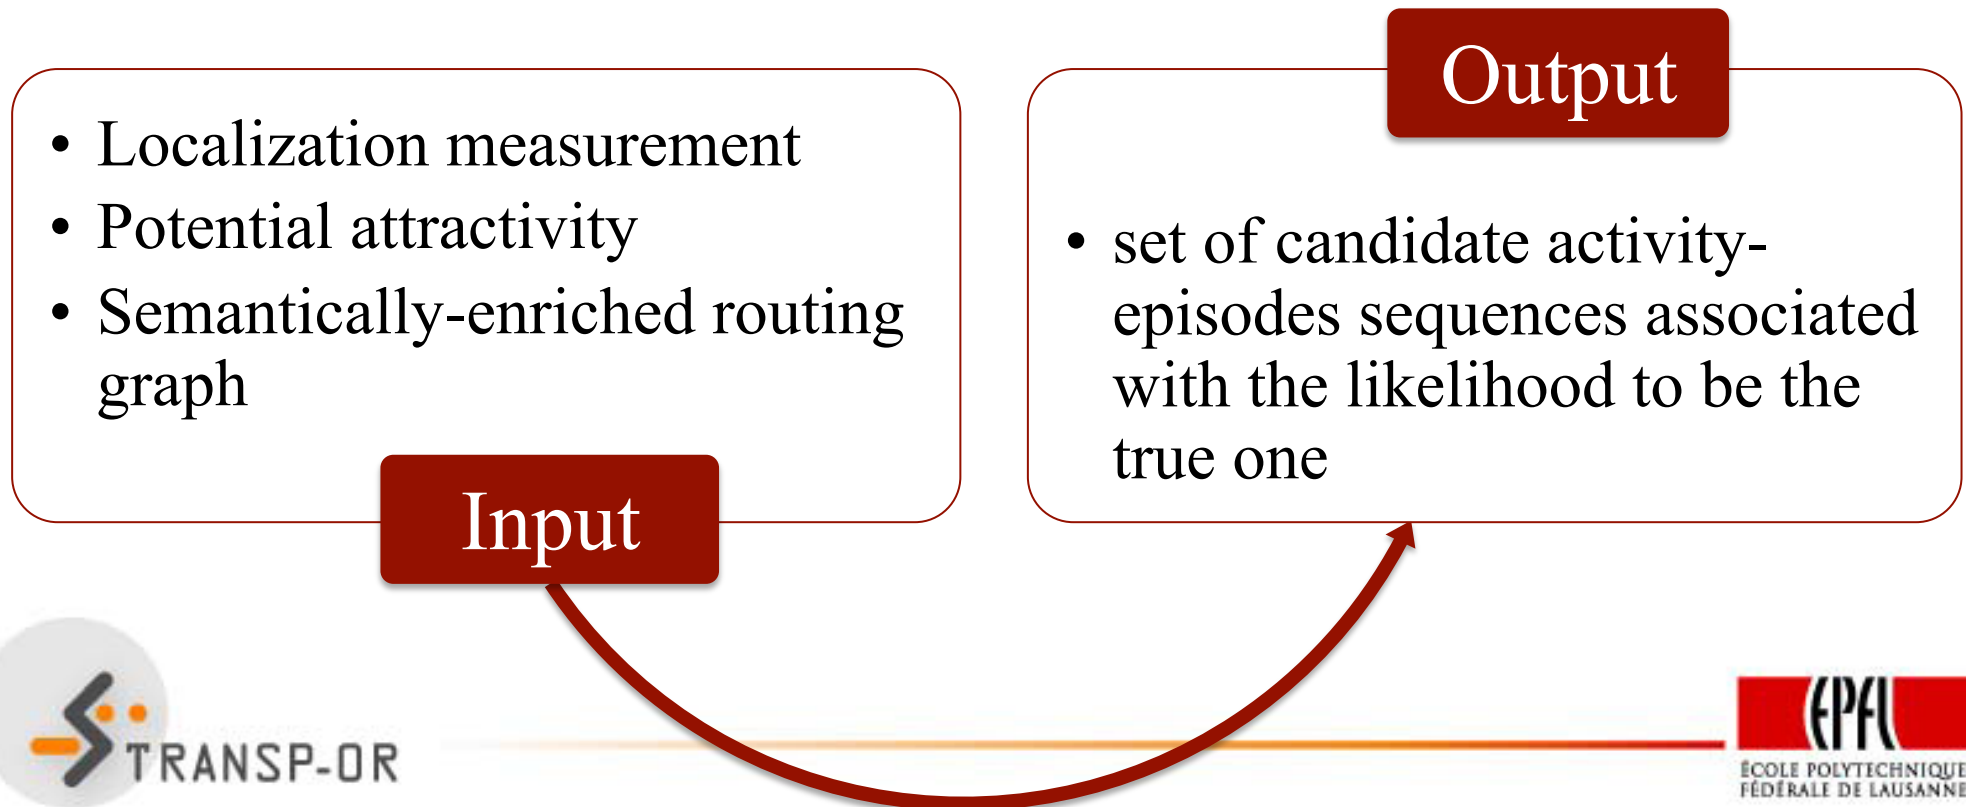 • Localization measurement
• Potential attractivity
• Semantically-enriched routing
graph
Input
Output
• set of candidate activity-
episodes sequences associated
with the likelihood to be the
true one
TRANSP-OR
EPFL
ÉCOLE POLYTECHNIQUE
FÉDÉRALE DE LAUSANNE